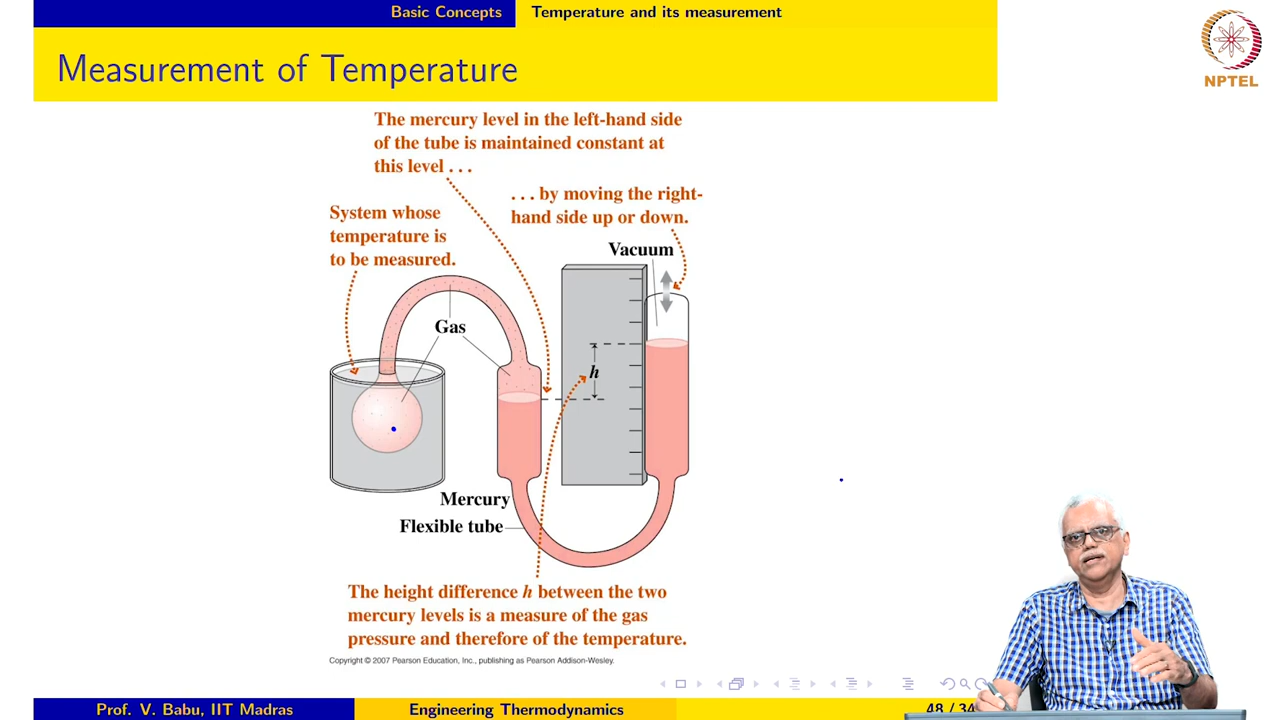 Basic Concepts Temperature and its measurement
Measurement of Temperature
NPTEL
The mercury level in the left-hand side
of the tube is maintained constant at
this level . . .
. . . by moving the right-
hand side up or down.
System whose
temperature is
to be measured.
Vacuum
Gas
h
Mercury
Flexible tube
The height difference h between the two
mercury levels is a measure of the gas
pressure and therefore of the temperature.
Copyright © 2007 Pearson Education, Inc., publishing as Pearson Addison-Wesley.
Prof. V. Babu, IIT Madras Engineering Thermodynamics 48 / 34